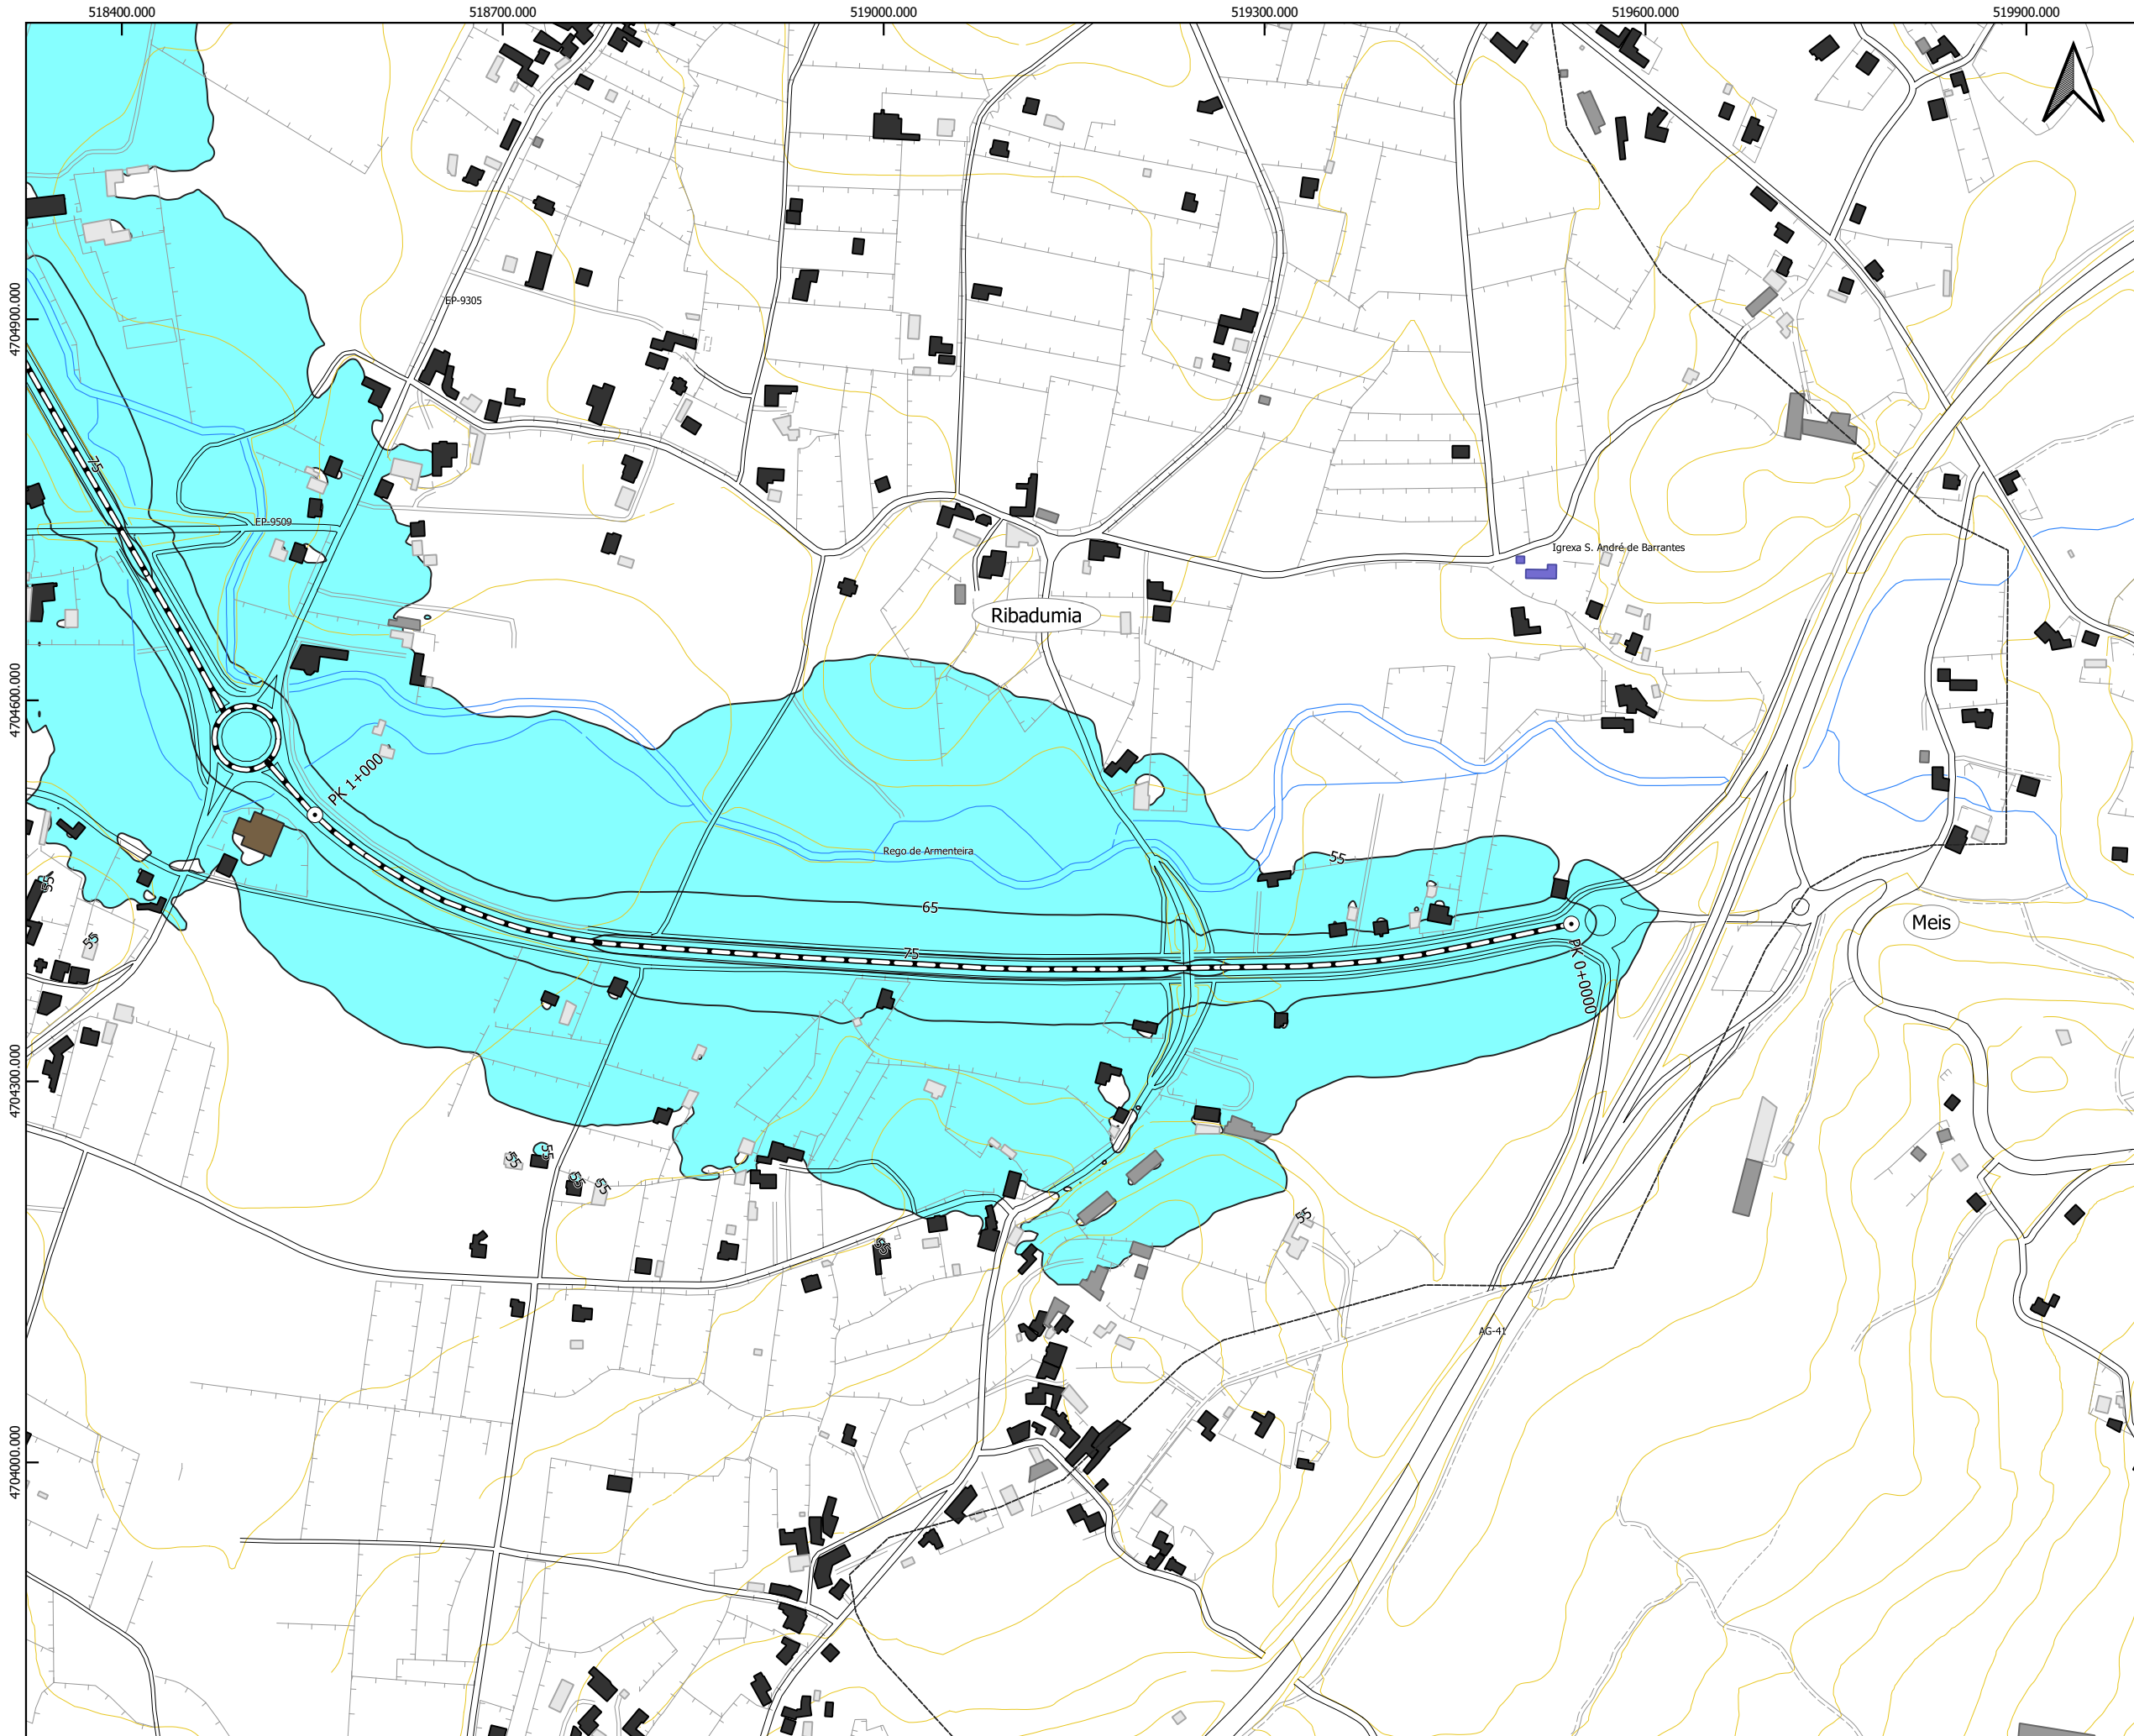 518400.000
518700.000
519000.000
519300.000
519600.000
519900.000
4704900.000
EP-9305
75
EP-9509
Igrexa S. André de Barrantes
Ribadumia
4704600.000
PK 1+000
Rego de Armenteira
55
55
65
Meis
55
75
PK 0+0000
4704300.000
55
55
55
55
55
55
AG-41
4704000.000